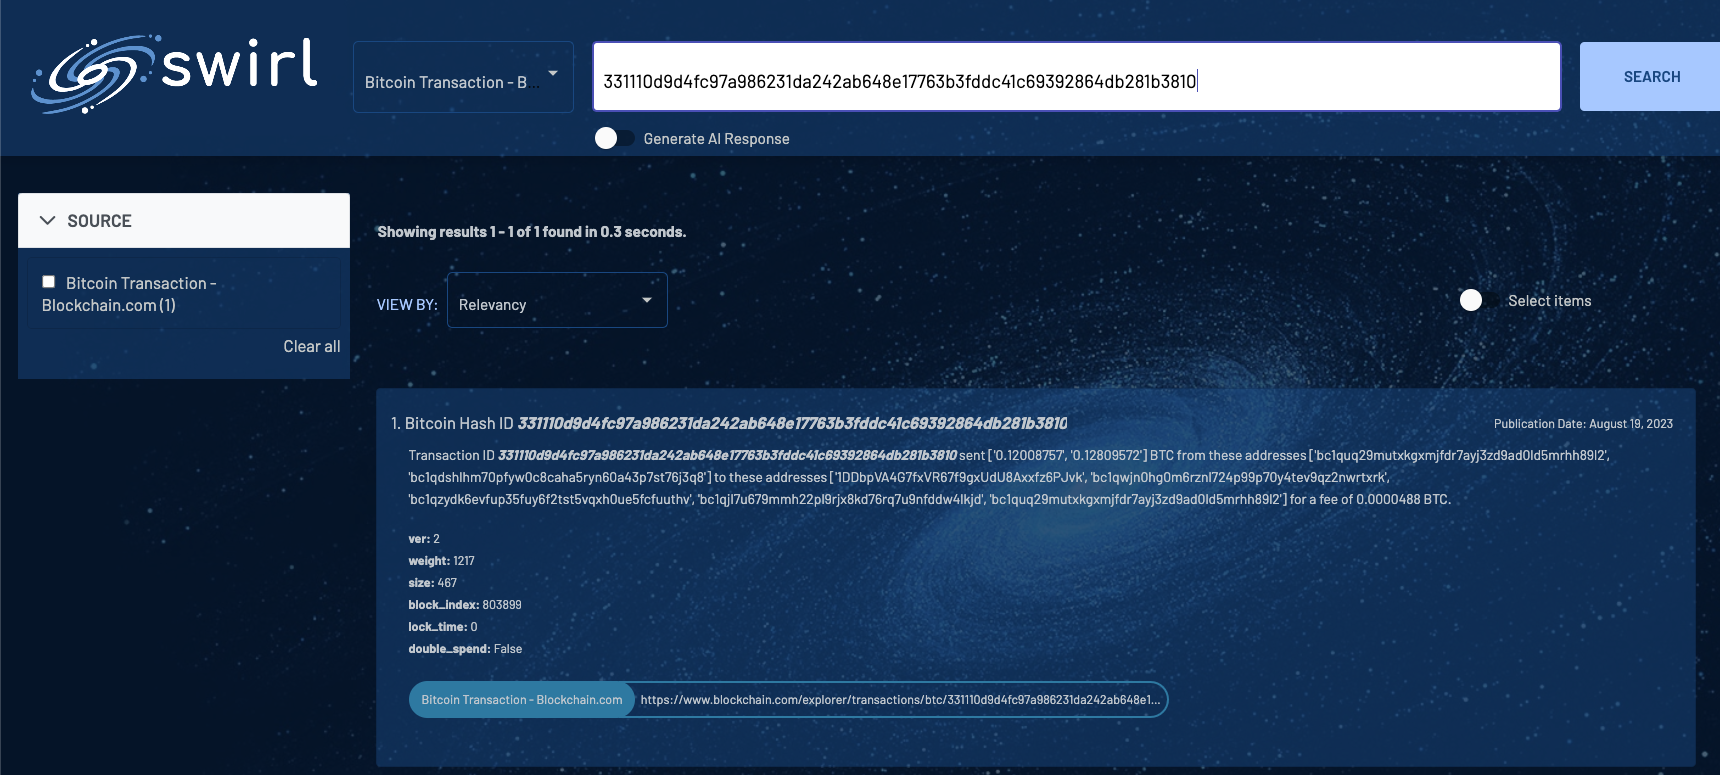 swirl
Bitcoin Transaction - B...
331110d9d4fc97a986231da242ab648e17763b3fddc41c69392864db281b3810
SEARCH
Generate AI Response
SOURCE
Bitcoin Transaction -
Blockchain.com (1)
Clear all
Showing results 1 - 1 of 1 found in 0.3 seconds.
VIEW BY:
Relevancy
Select items
1. Bitcoin Hash ID 331110d9d4fc97a986231da242ab648e17763b3fddc41c69392864db281b3810
Publication Date: August 19, 2023
Transaction ID 331110d9d4fc97a986231da242ab648e17763b3fddc41c69392864db281b3810 sent ['0.12008757', '0.12809572'] BTC from these addresses ['bc1quq29mutxkgxmjfdr7ayj3zd9ad0ld5mrhh89l2',
'bc1qdshlhm70pfyw0c8caha5ryn60a43p7st76j3q8'] to these addresses ['1DDbpVA4G7fxVR67f9gxUdU8Axxfz6PJvk', 'bc1qwjn0hg0m6rznl724p99p70y4tev9qz2nwrtxrk',
'bc1qzydk6evfup35fuy6f2tst5vqxh0ue5fcfuuthv', 'bc1qjl7u679mmh22pl9rjx8kd76rq7u9nfddw4lkjd', 'bc1quq29mutxkgxmjfdr7ayj3zd9ad0ld5mrhh89l2'] for a fee of 0.0000488 BTC.
ver: 2
weight: 1217
size: 467
block_index: 803899
lock_time: 0
double_spend: False
Bitcoin Transaction - Blockchain.com
https://www.blockchain.com/explorer/transactions/btc/331110d9d4fc97a986231da242ab648e1...